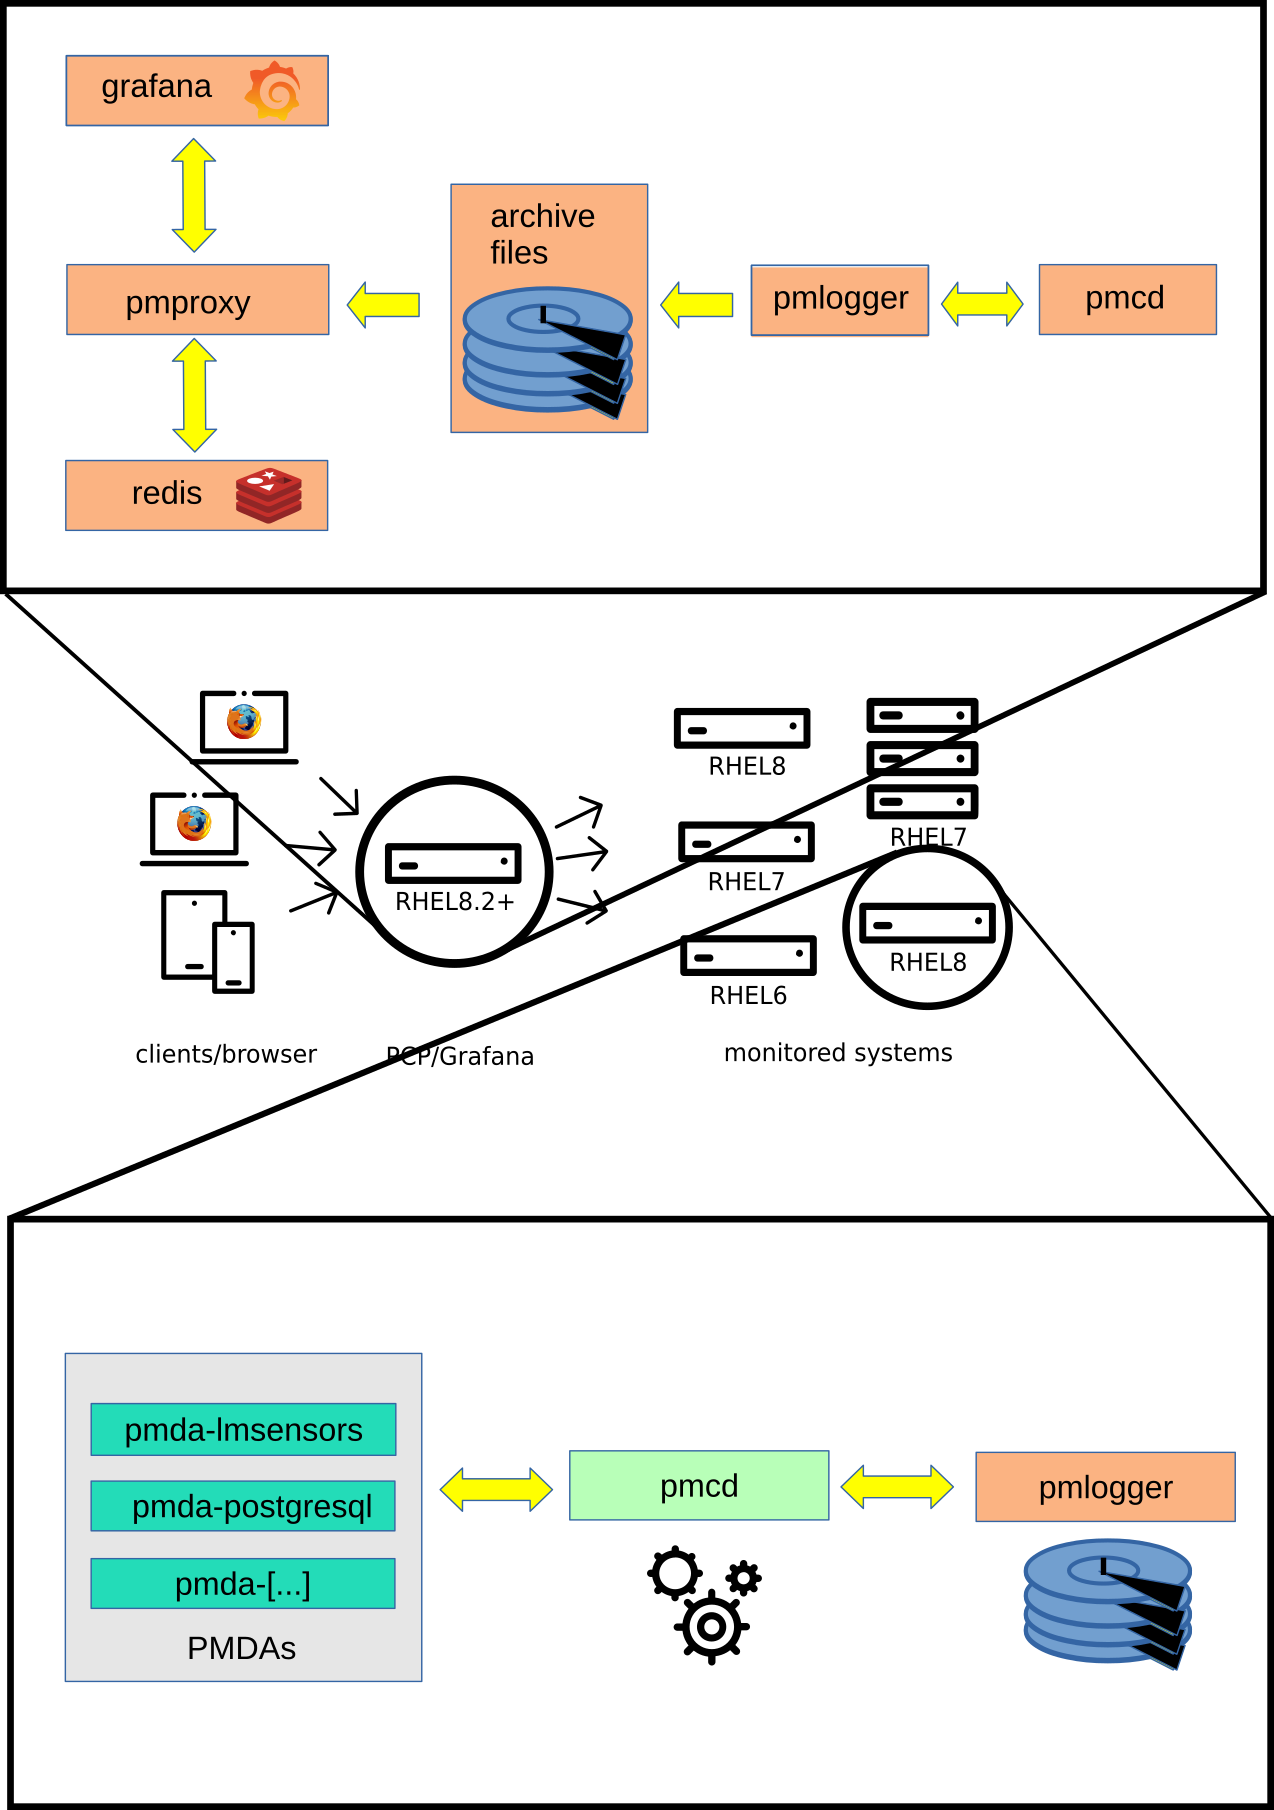 grafana
archive
files
pmproxy
pmlogger
pmcd
redis
RHEL8
RHEL7
RHEL7
RHEL8.2+
RHEL8
RHEL6
clients/browser
PCP/Grafana
monitored systems
pmda-lmsensors
pmcd
pmlogger
pmda-postgresql
pmda-[...]
PMDAs